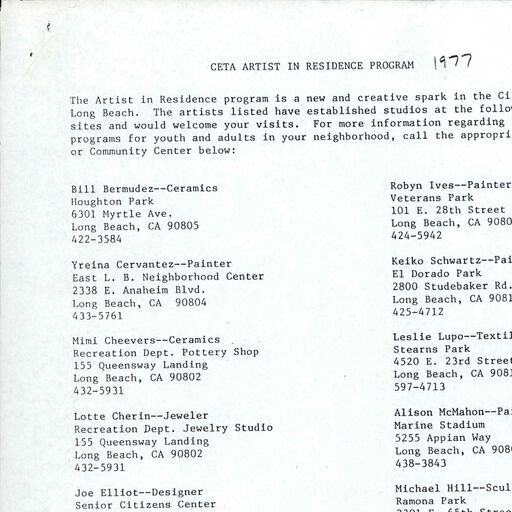 CETA ARTIST IN RESIDENCE PROGRAM 1977
The Artist in Residence program is a new and creative spark in the Ci
Long Beach. The artists listed have established studios at the follow
sites and would welcome your visits. For more information regarding
programs for youth and adults in your neighborhood, call the appropri
or Community Center below:
Bill Bermudez--Ceramics
Houghton Park
6301 Myrtle Ave.
Long Beach, CA 90805
422-3584
Yreina Cervantez--Painter
East L. B. Neighborhood Center
2338 E. Anaheim Blvd.
Long Beach, CA 90804
433-5761
Mimi Cheevers--Ceramics
Recreation Dept. Pottery Shop
155 Queensway Landing
Long Beach, CA 90802
432-5931
Lotte Cherin--Jeweler
Recreation Dept. Jewelry Studio
155 Queensway Landing
Long Beach, CA 90802
432-5931
Joe Elliot--Designer
Senior Citizens Center
Robyn Ives--Painter
Veterans Park
101 E. 28th Street
Long Beach, CA 9080
424-5942
Keiko Schwartz--Pai
El Dorado Park
2800 Studebaker Rd.
Long Beach, CA 9081
425-4712
Leslie Lupo--Textil
Stearns Park
4520 E. 23rd Street
Long Beach, CA 9081
597-4713
Alison McMahon--Pa
Marine Stadium
5255 Appian Way
Long Beach, CA 908
438-3843
Michael Hill--Scul
Ramona Park
3301 E. 65th Stree